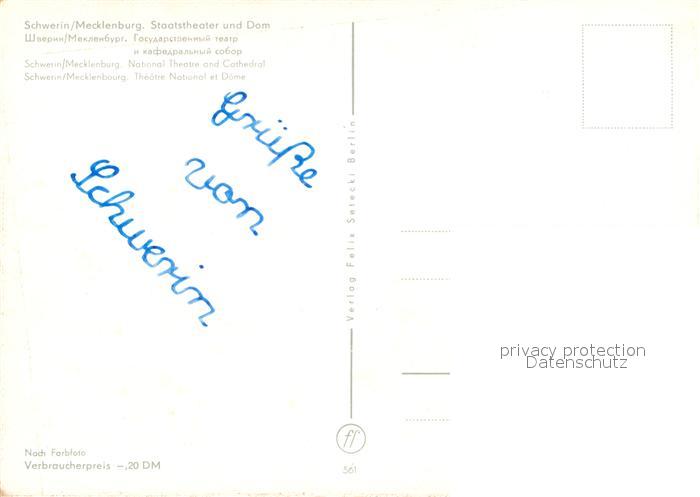 Schwerin/Mecklenburg. Staatstheater und Dom
Шверин/Мекленбург. Государственный театр
и кафедральный собор
Schwerin/Mecklenburg. National Theatre and Cathedral
Schwerin/Mecklenbourg. Théâtre National et Dôme
Grüße
von
Schwerin
Verlag Felix Setecki Berlin
privacy protection
Datenschutz
Nach Farbfoto
Verbraucherpreis –,20 DM
ff
561